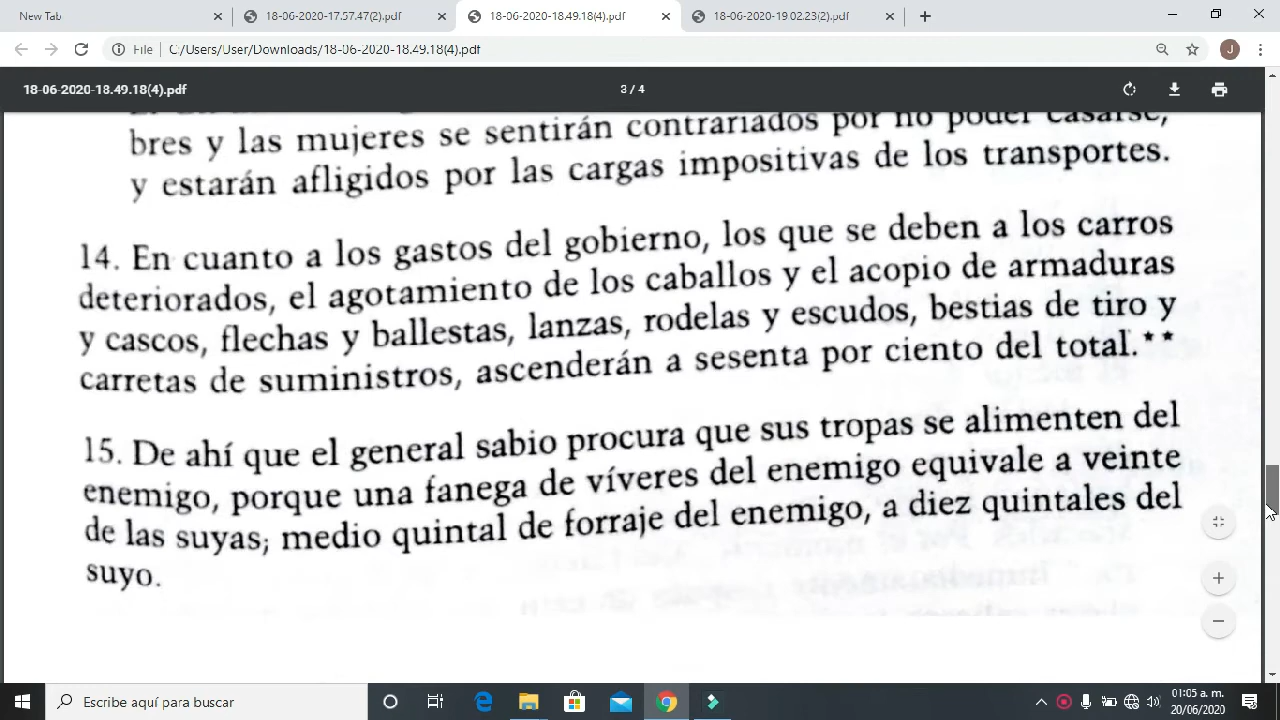 New Tab
18-06-2020-17.57.47(2).pdf
18-06-2020-18.49.18(4).pdf
18-06-2020-19.02.23(2).pdf
File
C:/Users/User/Downloads/18-06-2020-18.49.18(4).pdf
J
18-06-2020-18.49.18(4).pdf
3 / 4
bres y las mujeres se sentirán contrariados por no poder casarse,
y estarán afligidos por las cargas impositivas de los transportes.
14. En cuanto a los gastos del gobierno, los que se deben a los carros
deteriorados, el agotamiento de los caballos y el acopio de armaduras
y cascos, flechas y ballestas, lanzas, rodelas y escudos, bestias de tiro y
carretas de suministros, ascenderán a sesenta por ciento del total.**
15. De ahí que el general sabio procura que sus tropas se alimenten del
enemigo, porque una fanega de víveres del enemigo equivale a veinte
de las suyas; medio quintal de forraje del enemigo, a diez quintales del
suyo.
Escribe aquí para buscar
01:05 a. m.
20/06/2020